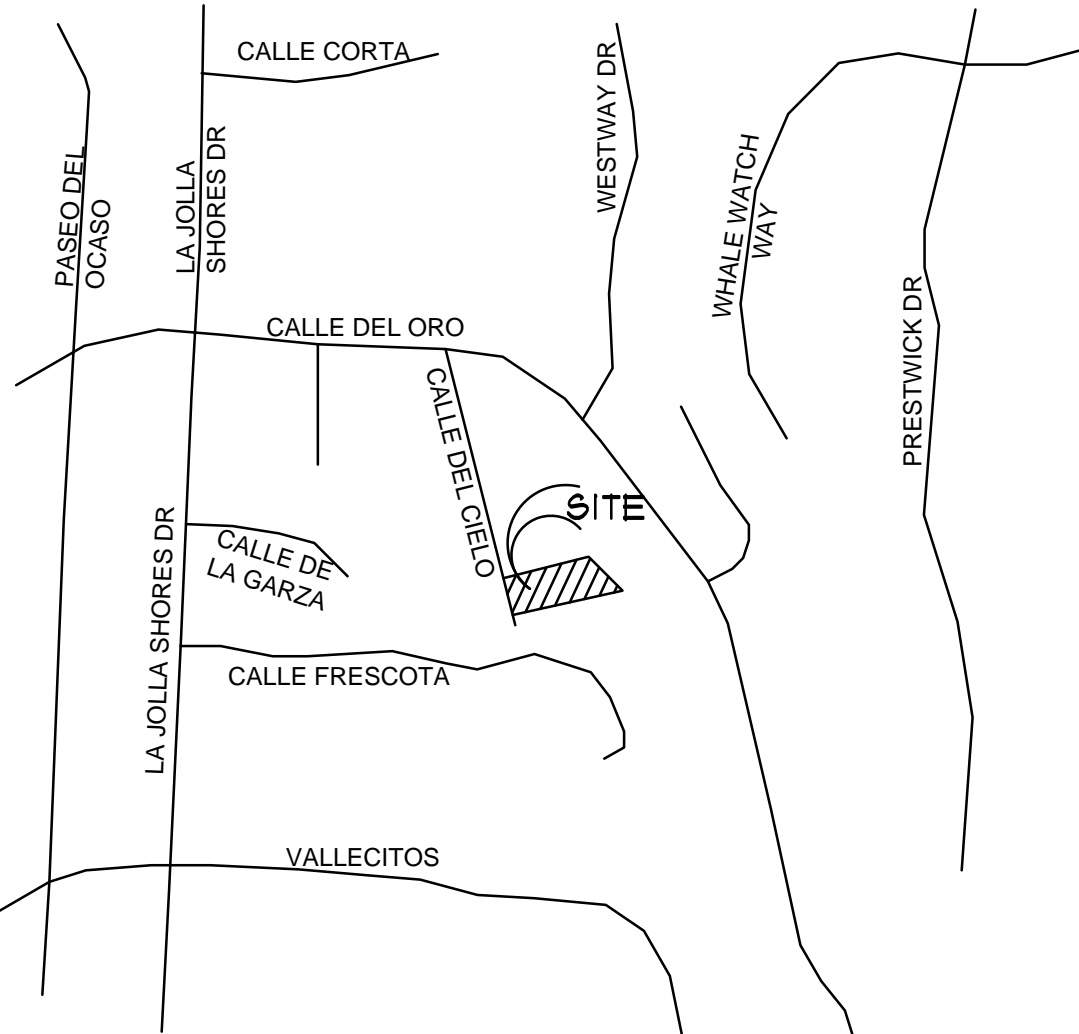 CALLE CORTA
WESTWAY DR
LA JOLLA
SHORES DR
PASEO DEL
OCASO
WHALE WATCH
WAY
CALLE DEL ORO
PRESTWICK DR
CALLE DEL CIELO
SITE
CALLE DE
LA GARZA
LA JOLLA SHORES DR
CALLE FRESCOTA
VALLECITOS